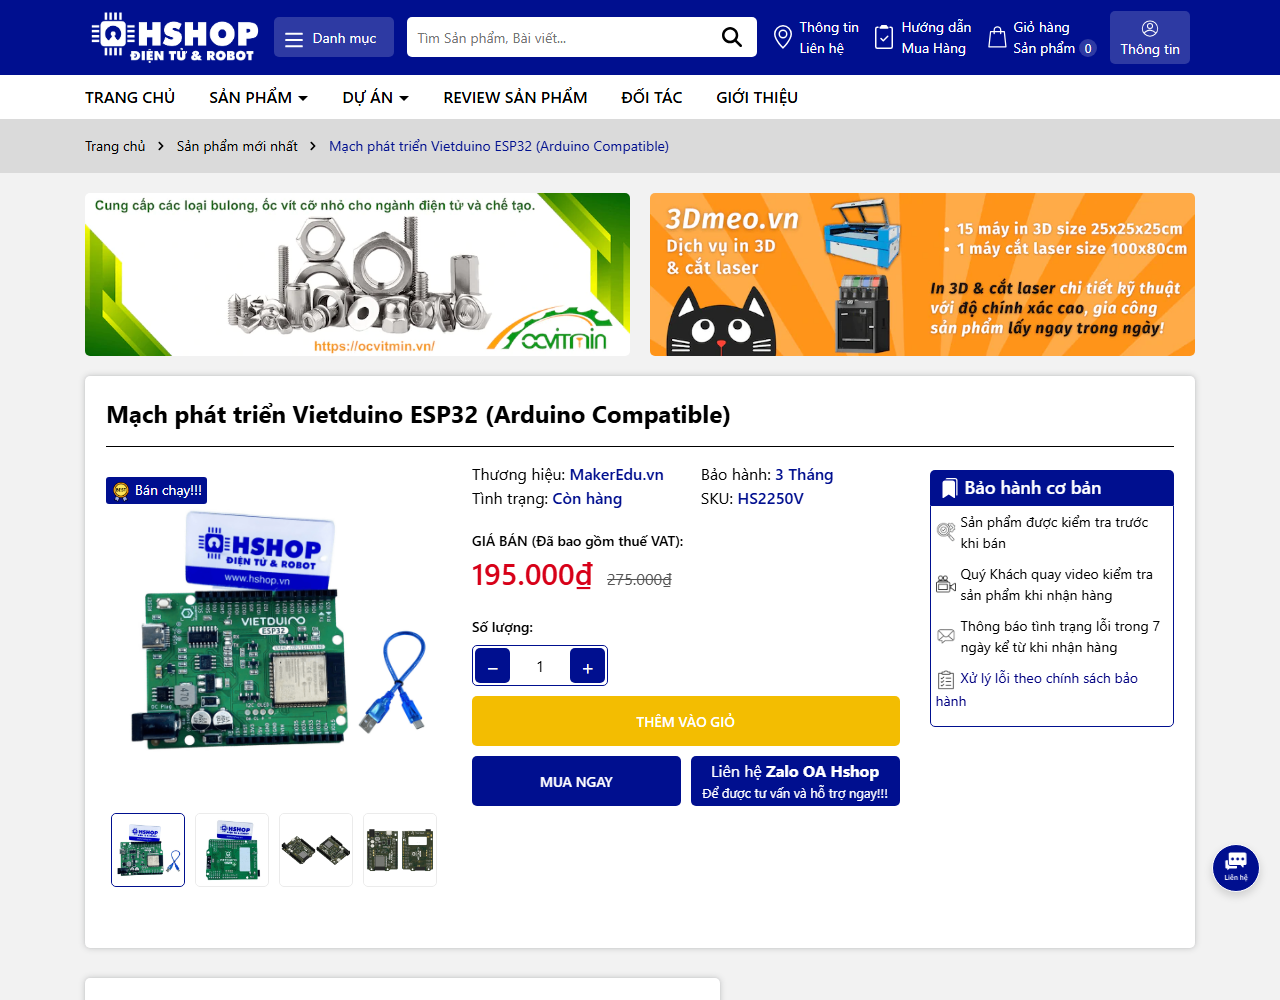 HSHOP
ĐIỆN TỬ & ROBOT
Danh mục
Tìm Sản phẩm, Bài viết...
Thông tin
Liên hệ
Hướng dẫn
Mua Hàng
Giỏ hàng
Sản phẩm 0
Thông tin
TRANG CHỦ
SẢN PHẨM
DỰ ÁN
REVIEW SẢN PHẨM
ĐỐI TÁC
GIỚI THIỆU
Trang chủ > Sản phẩm mới nhất > Mạch phát triển Vietduino ESP32 (Arduino Compatible)
Cung cấp các loại bulong, ốc vít cỡ nhỏ cho ngành điện tử và chế tạo.
https://ocvitmin.vn/
ocvitmin
3Dmeo.vn
Dịch vụ in 3D
& cắt laser
• 15 máy in 3D size 25x25x25cm
• 1 máy cắt laser size 100x80cm
In 3D & cắt laser chi tiết kỹ thuật
với độ chính xác cao, gia công
sản phẩm lấy ngay trong ngày!
Mạch phát triển Vietduino ESP32 (Arduino Compatible)
Bán chạy!!!
HSHOP
ĐIỆN TỬ & ROBOT
www.hshop.vn
VIETDUINO
ESP32
470
Thương hiệu: MakerEdu.vn
Bảo hành: 3 Tháng
Tình trạng: Còn hàng
SKU: HS2250V
GIÁ BÁN (Đã bao gồm thuế VAT):
195.000₫ 275.000₫
Số lượng:
– 1 +
THÊM VÀO GIỎ
MUA NGAY
Liên hệ Zalo OA Hshop
Để được tư vấn và hỗ trợ ngay!!!
Bảo hành cơ bản
Sản phẩm được kiểm tra trước
khi bán
Quý Khách quay video kiểm tra
sản phẩm khi nhận hàng
Thông báo tình trạng lỗi trong 7
ngày kể từ khi nhận hàng
Xử lý lỗi theo chính sách bảo
hành
Liên hệ